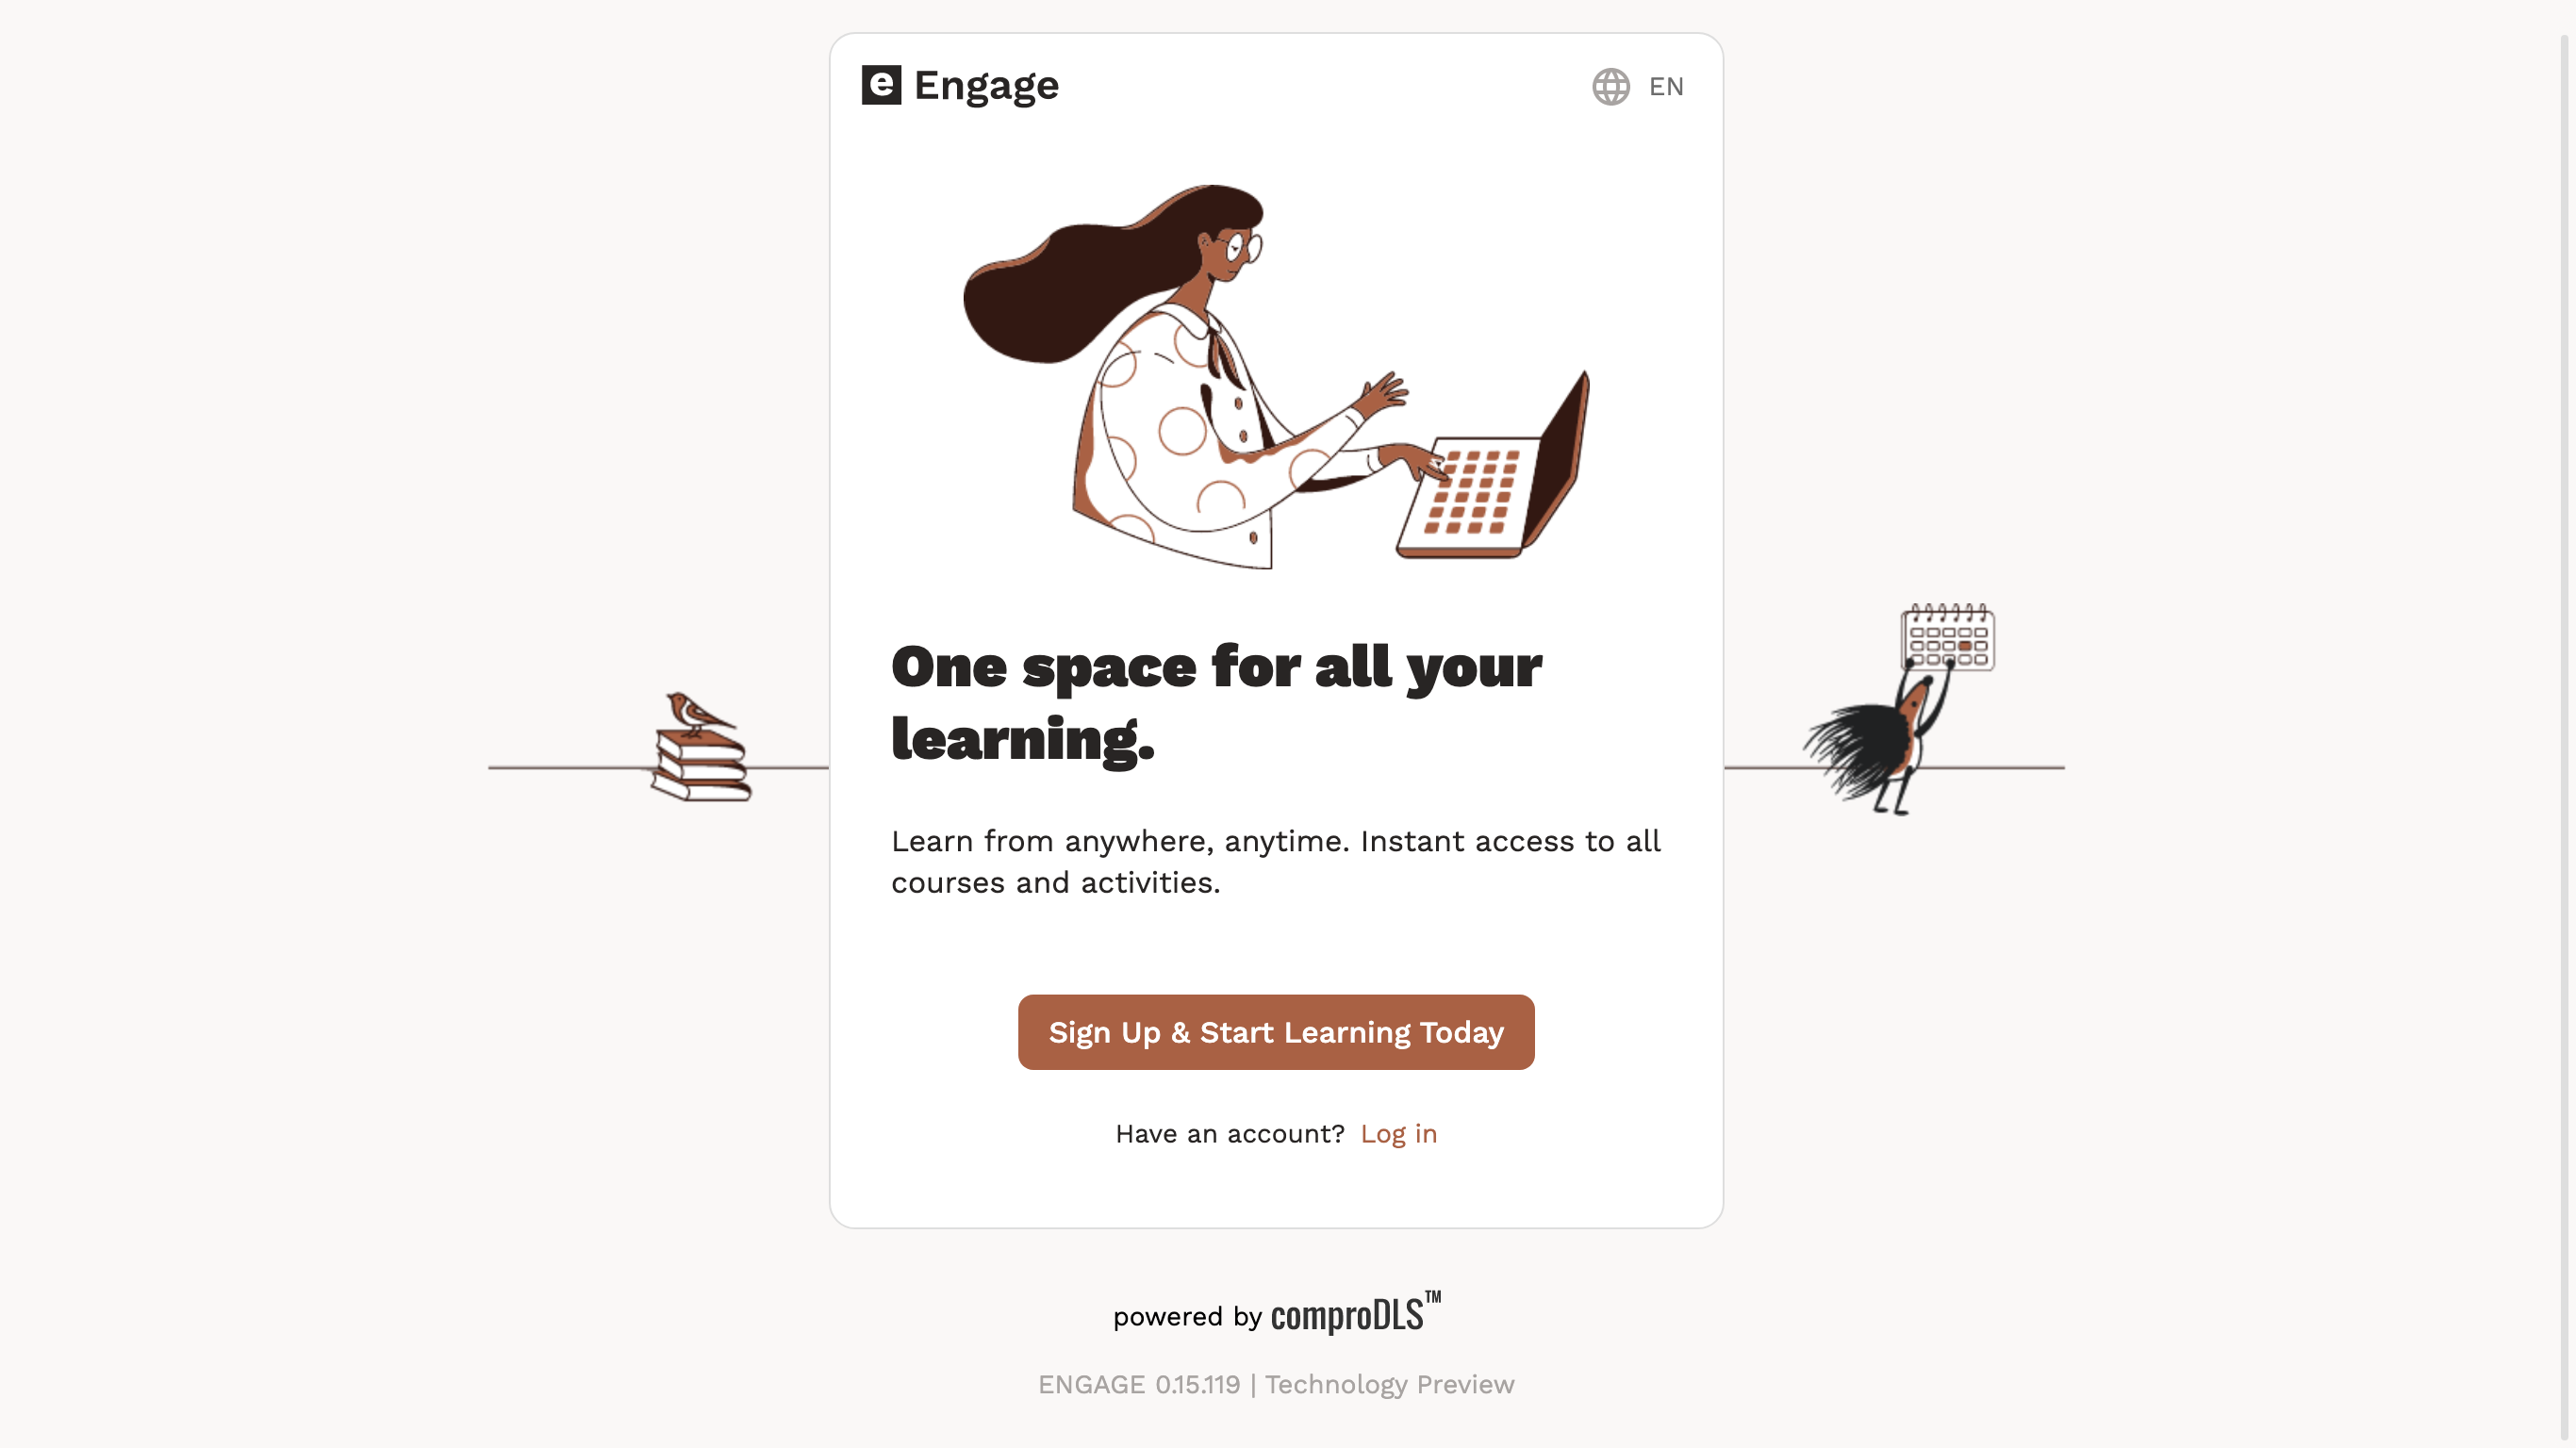 e Engage
EN
One space for all your
learning.
Learn from anywhere, anytime. Instant access to all
courses and activities.
Sign Up & Start Learning Today
Have an account? Log in
powered by comproDLS™
ENGAGE 0.15.119 | Technology Preview